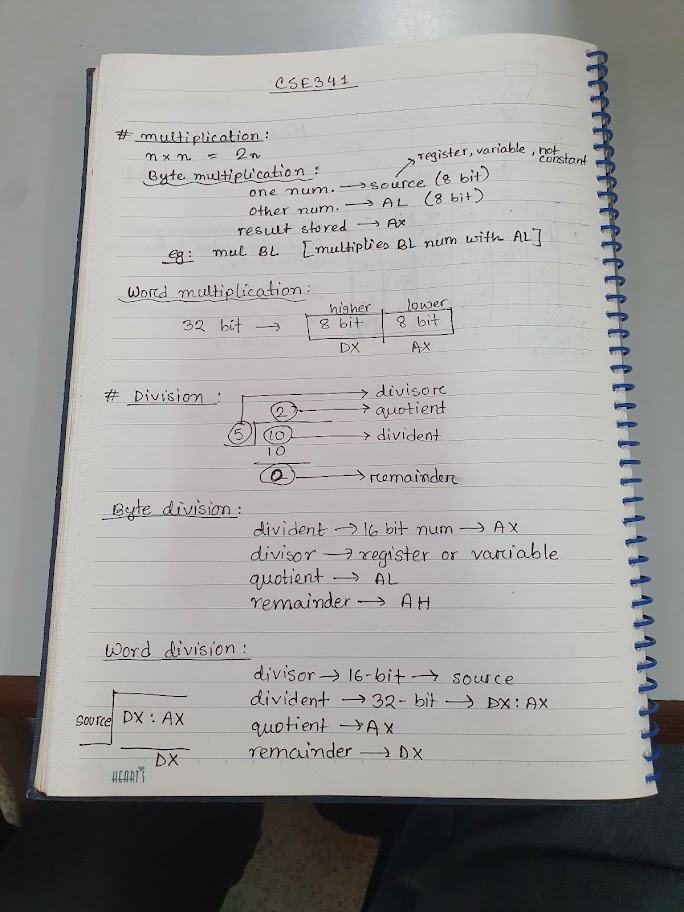 CSE341
# multiplication:
n x n = 2n
register, variable, not constant
Byte multiplication:
one num. → source (8 bit)
other num. → AL (8 bit)
result stored → AX
eg: mul BL [multiplies BL num with AL]
Word multiplication:
higher lower
32 bit → 8 bit 8 bit
DX AX
# Division:
→ divisor
2 → quotient
5 10 → divident
10
0 → remainder
Byte division:
divident → 16 bit num → AX
divisor → register or variable
quotient → AL
remainder → AH
Word division:
divisor → 16-bit → source
divident → 32-bit → DX:AX
source DX : AX
quotient → AX
remainder → DX
DX
HEART'S